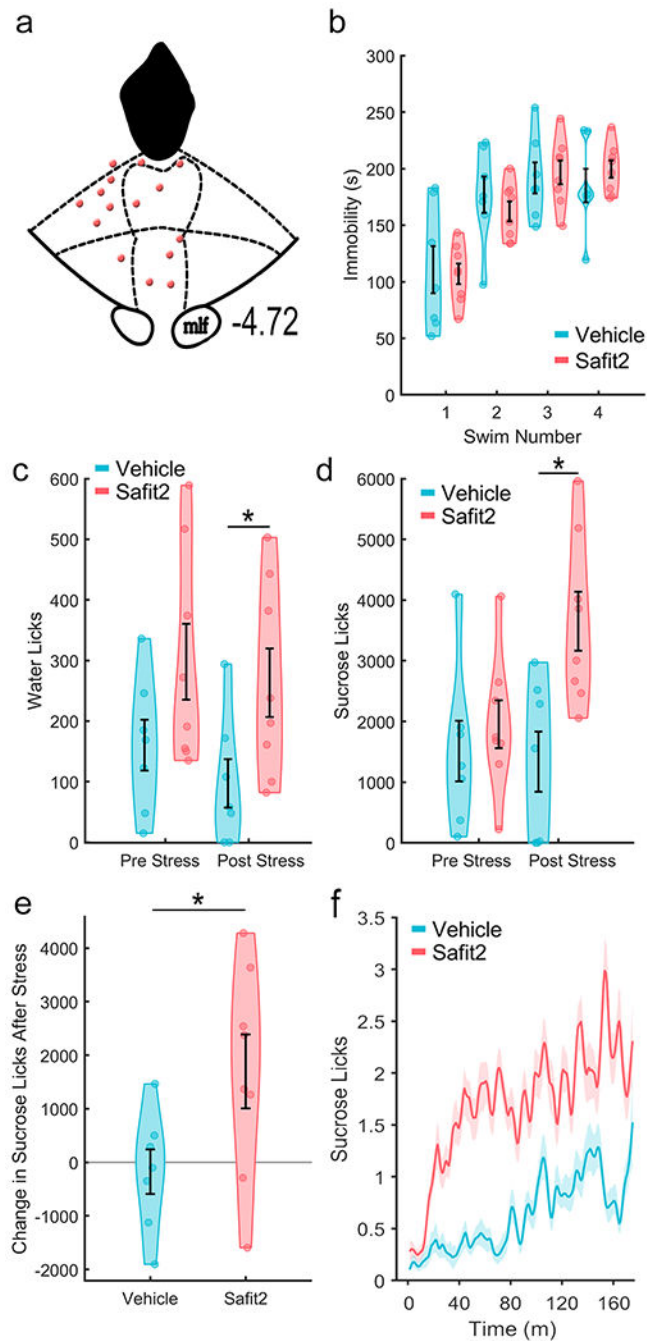 a
mlf
-4.72
b
300
250
200
150
100
50
0
Immobility (s)
Vehicle
Safit2
1
2
3
4
Swim Number
c
Vehicle
Safit2
600
500
400
300
200
100
0
Water Licks
*
Pre Stress
Post Stress
d
Vehicle
Safit2
6000
5000
4000
3000
2000
1000
0
Sucrose Licks
*
Pre Stress
Post Stress
e
*
4000
3000
2000
1000
0
-1000
-2000
Change in Sucrose Licks After Stress
Vehicle
Safit2
f
Vehicle
Safit2
3.5
3
2.5
2
1.5
1
0.5
0
Sucrose Licks
0
40
80
120
160
Time (m)